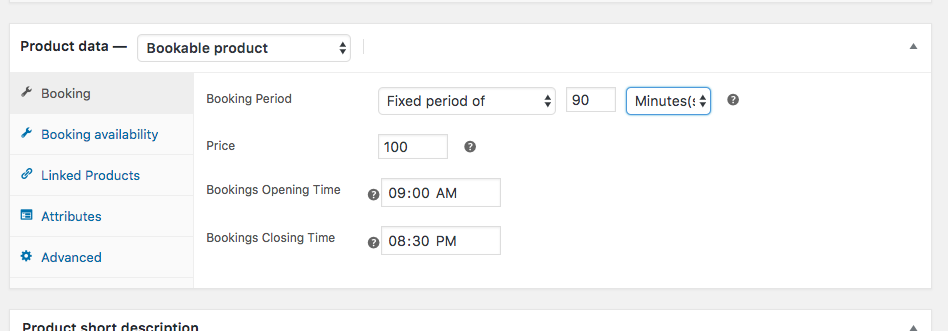 Product data — Bookable product
Booking
Booking availability
Linked Products
Attributes
Advanced
Booking Period Fixed period of 90 Minutes(s
Price 100
Bookings Opening Time 09:00 AM
Bookings Closing Time 08:30 PM
Product short description